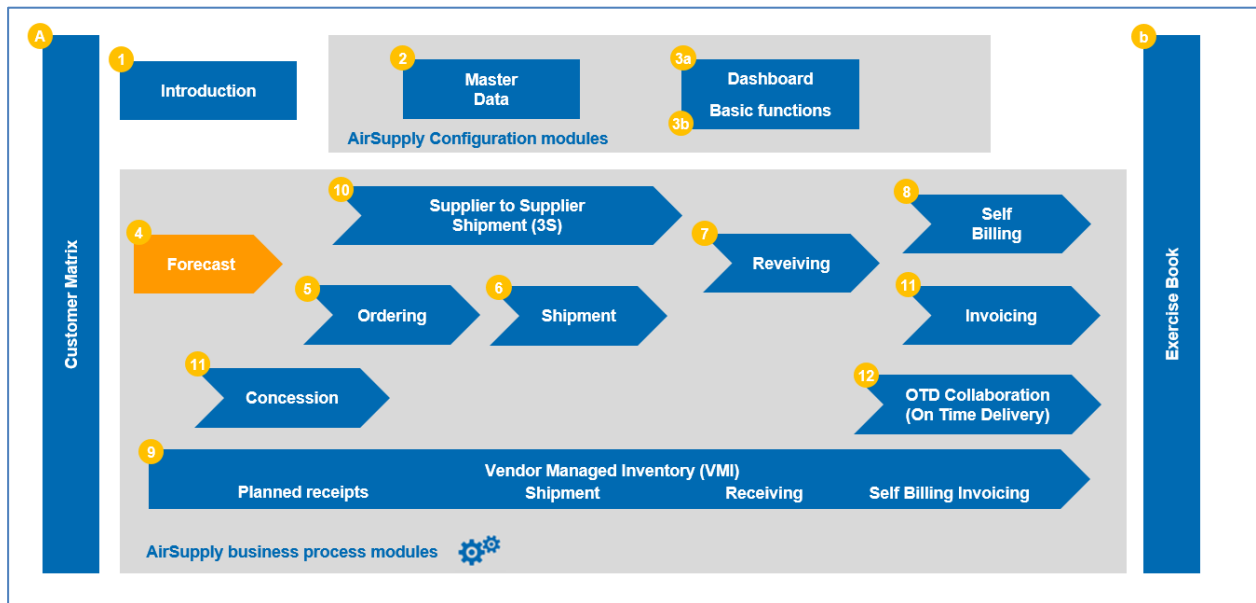 A
Customer Matrix
1
Introduction
2
Master
Data
3a
Dashboard
Basic functions
3b
AirSupply Configuration modules
b
Exercise Book
10
Supplier to Supplier
Shipment (3S)
8
Self
Billing
4
Forecast
7
Reveiving
5
Ordering
6
Shipment
11
Invoicing
11
Concession
12
OTD Collaboration
(On Time Delivery)
9
Vendor Managed Inventory (VMI)
Planned receipts Shipment Receiving Self Billing Invoicing
AirSupply business process modules